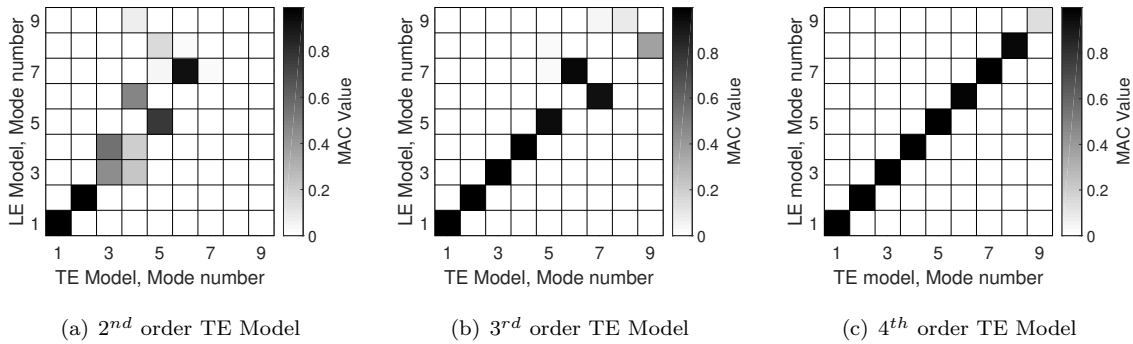 LE Model, Mode number
9
7
5
3
1
1 3 5 7 9
TE Model, Mode number
0.8
0.6
0.4
0.2
0
MAC Value
(a) 2nd order TE Model
LE Model, Mode number
9
7
5
3
1
1 3 5 7 9
TE Model, Mode number
0.8
0.6
0.4
0.2
0
MAC Value
(b) 3rd order TE Model
LE model, Mode number
9
7
5
3
1
1 3 5 7 9
TE model, Mode number
0.8
0.6
0.4
0.2
0
MAC Value
(c) 4th order TE Model